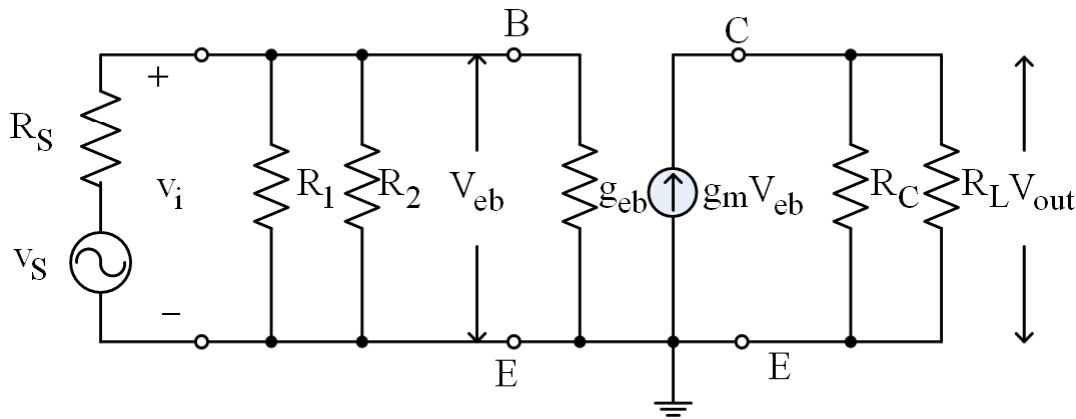 B
C
+
R_S
v_i
R_1
R_2
V_eb
g_eb
g_mV_eb
R_C
R_L
V_out
v_S
−
E
E